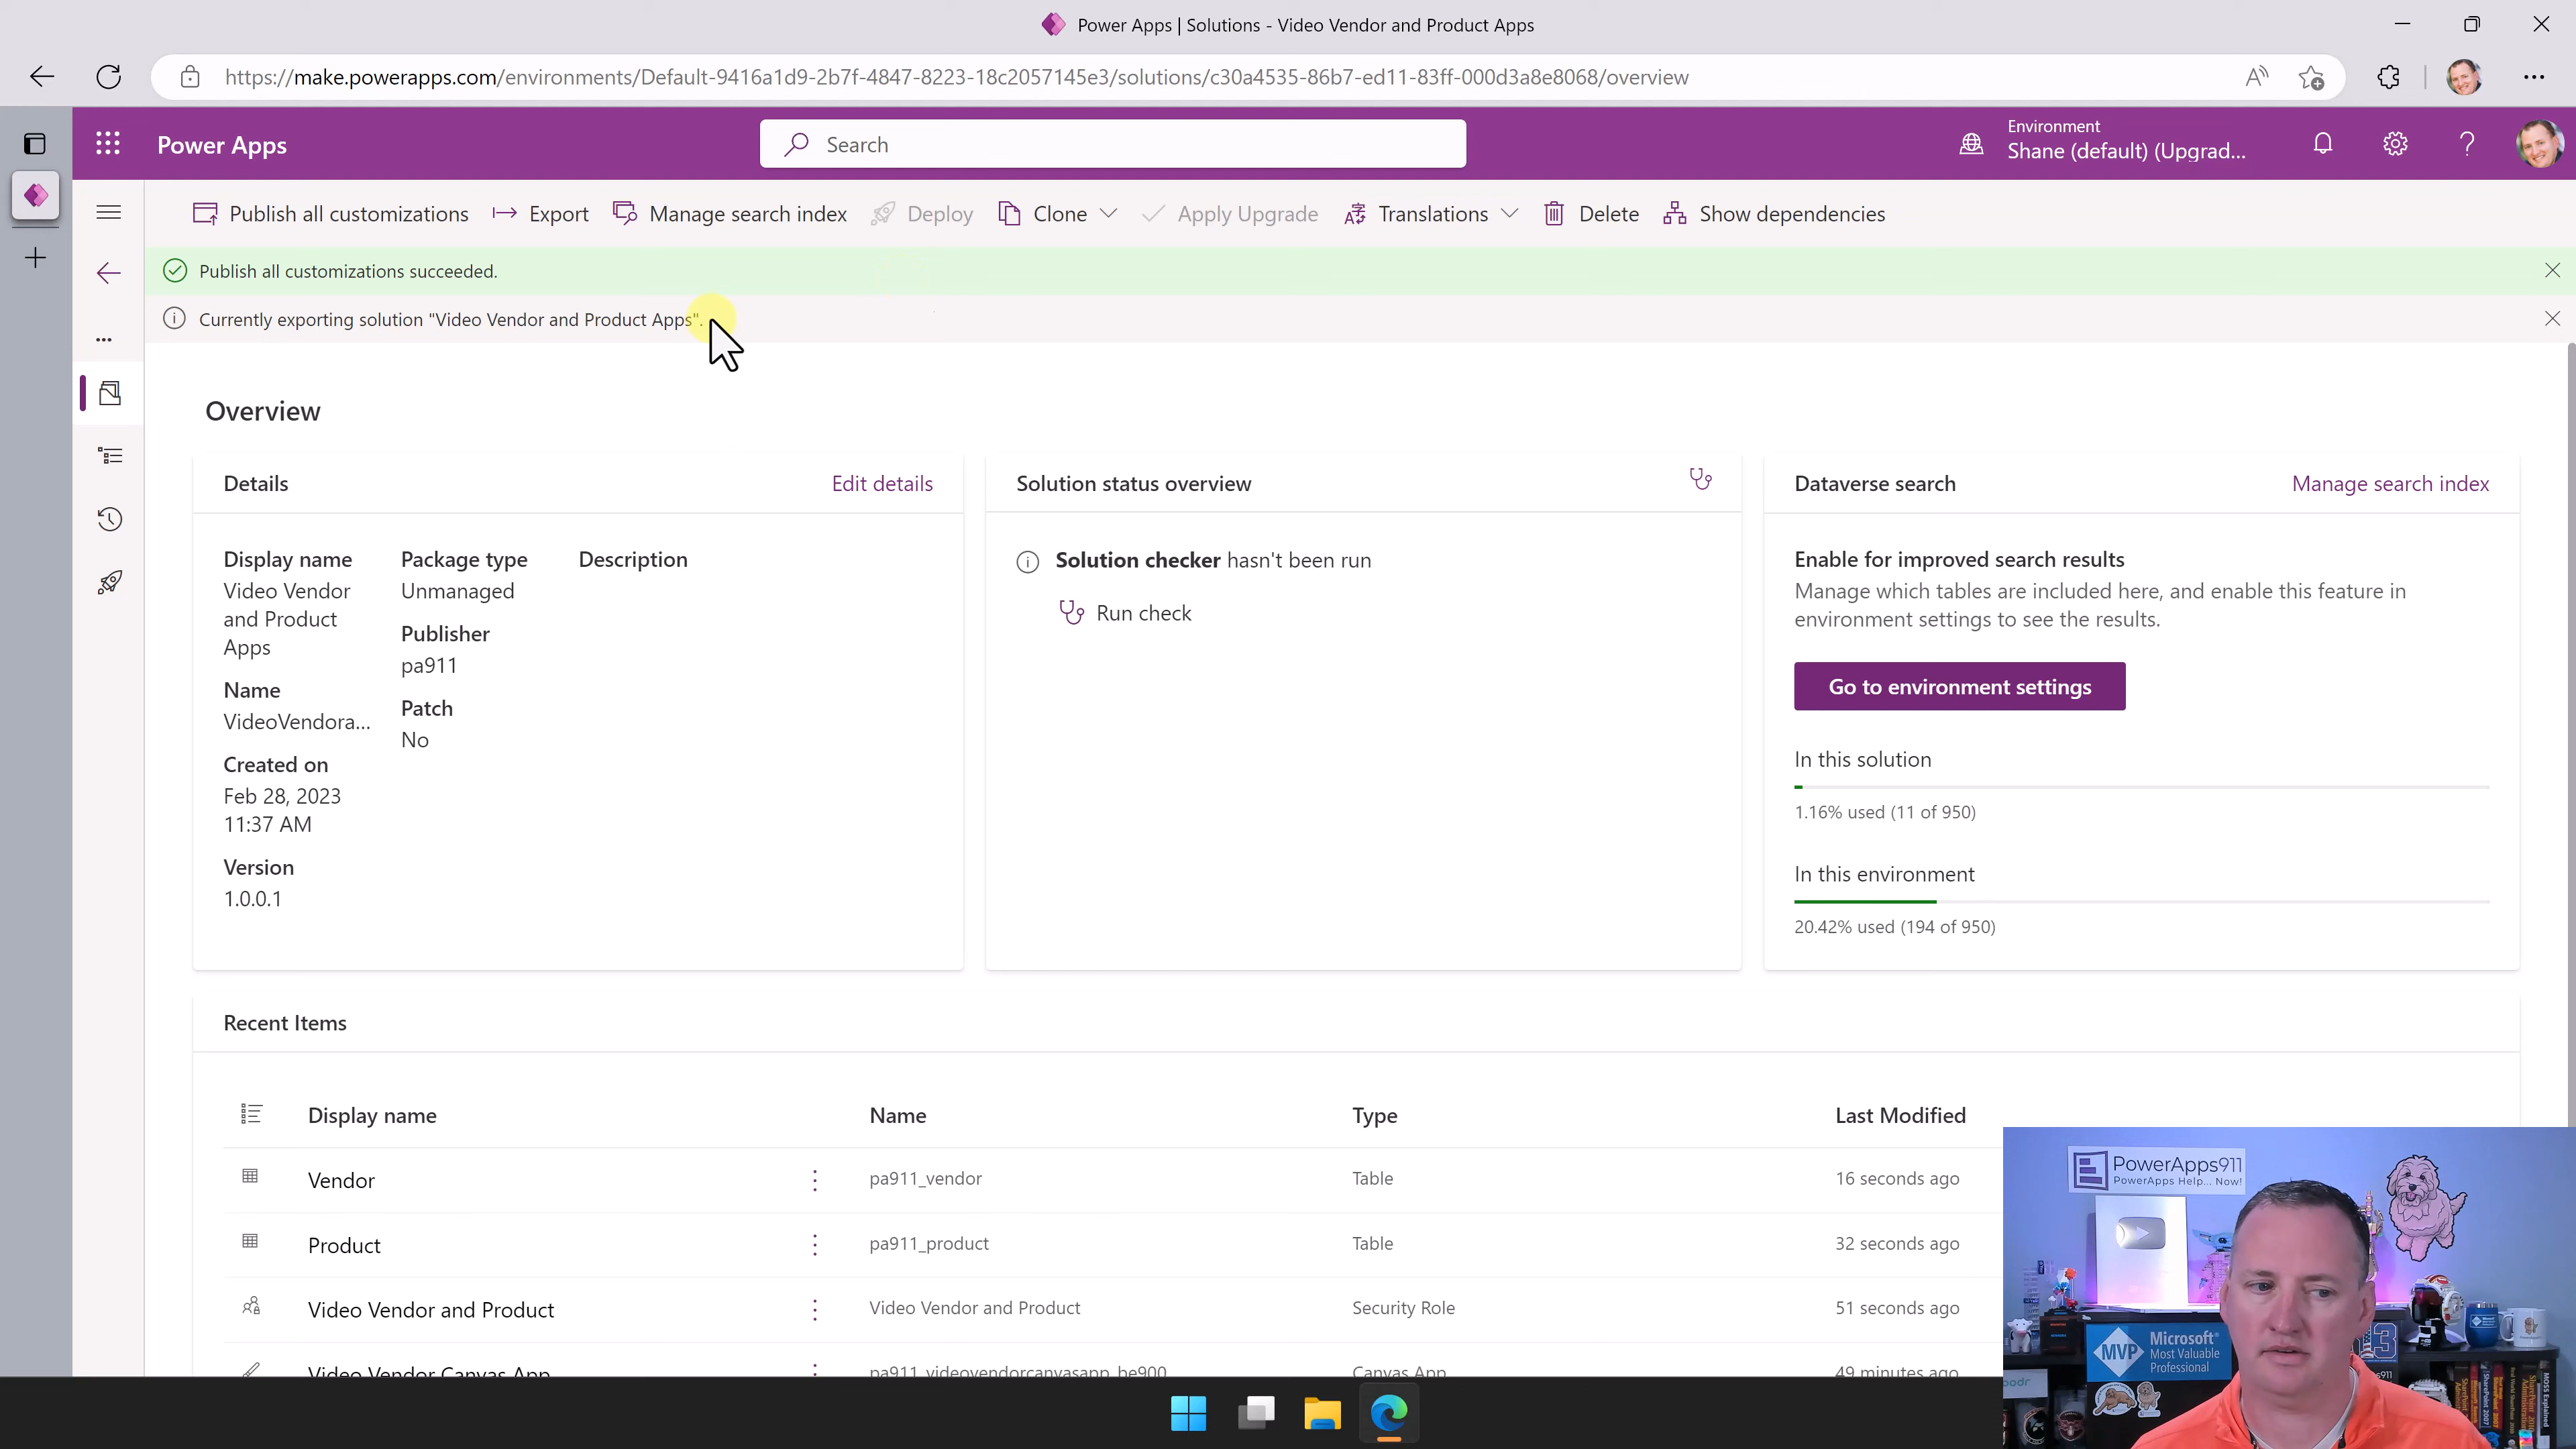 Power Apps | Solutions - Video Vendor and Product Apps
https://make.powerapps.com/environments/Default-9416a1d9-2b7f-4847-8223-18c2057145e3/solutions/c30a4535-86b7-ed11-83ff-000d3a8e8068/overview
Power Apps
Search
Environment
Shane (default) (Upgrad...
Publish all customizations
Export
Manage search index
Deploy
Clone
Apply Upgrade
Translations
Delete
Show dependencies
Publish all customizations succeeded.
Currently exporting solution "Video Vendor and Product Apps".
Overview
Details
Edit details
Display name
Video Vendor
and Product
Apps
Name
VideoVendora...
Created on
Feb 28, 2023
11:37 AM
Version
1.0.0.1
Package type
Unmanaged
Publisher
pa911
Patch
No
Description
Solution status overview
Solution checker hasn't been run
Run check
Dataverse search
Manage search index
Enable for improved search results
Manage which tables are included here, and enable this feature in
environment settings to see the results.
Go to environment settings
In this solution
1.16% used (11 of 950)
In this environment
20.42% used (194 of 950)
Recent Items
Display name
Name
Type
Last Modified
Vendor
pa911_vendor
Table
16 seconds ago
Product
pa911_product
Table
32 seconds ago
Video Vendor and Product
Video Vendor and Product
Security Role
51 seconds ago
Video Vendor Canvas App
pa911_videovendorcanvasapp_be900
Canvas App
49 minutes ago
PowerApps911
PowerApps Help... Now!
MVP
Microsoft®
Most Valuable
Professional